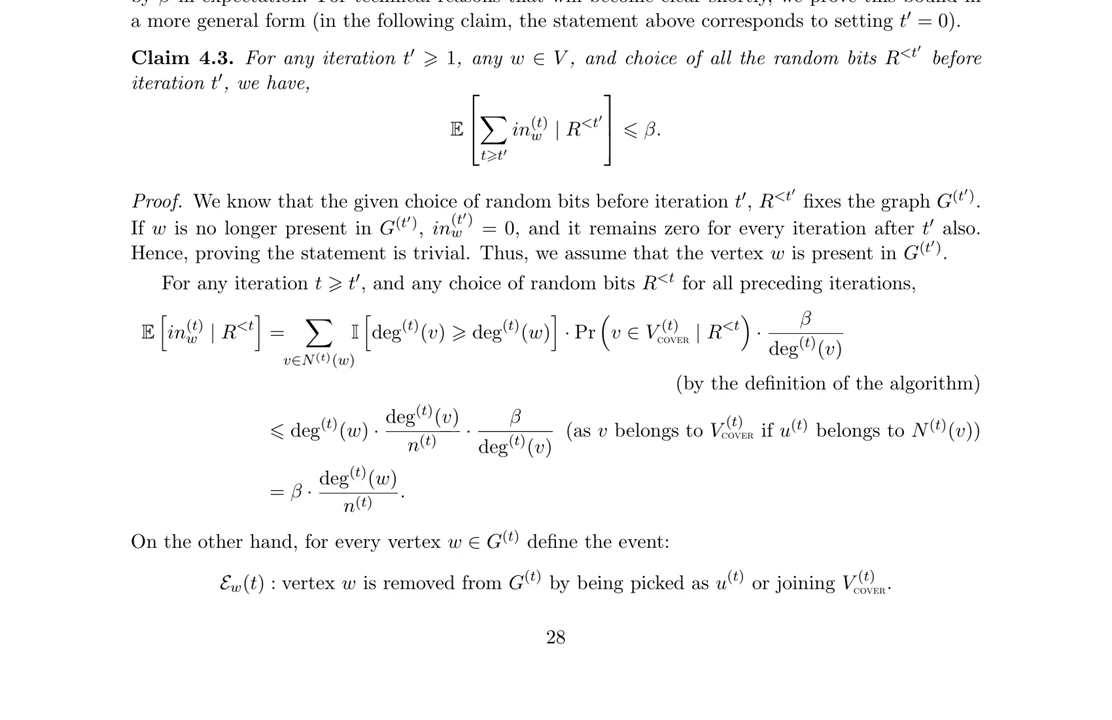 a more general form (in the following claim, the statement above corresponds to setting t′ = 0).
Claim 4.3. For any iteration t′ ⩾ 1, any w ∈ V, and choice of all the random bits R^{<t′} before
iteration t′, we have,
𝔼 [ ∑_{t⩾t′} in_w^{(t)} | R^{<t′} ] ⩽ β.
Proof. We know that the given choice of random bits before iteration t′, R^{<t′} fixes the graph G^{(t′)}.
If w is no longer present in G^{(t′)}, in_w^{(t′)} = 0, and it remains zero for every iteration after t′ also.
Hence, proving the statement is trivial. Thus, we assume that the vertex w is present in G^{(t′)}.
For any iteration t ⩾ t′, and any choice of random bits R^{<t} for all preceding iterations,
𝔼 [ in_w^{(t)} | R^{<t} ] = ∑_{v∈N^{(t)}(w)} 𝕀 [ deg^{(t)}(v) ⩾ deg^{(t)}(w) ] · Pr ( v ∈ V_{COVER}^{(t)} | R^{<t} ) · β / deg^{(t)}(v)
(by the definition of the algorithm)
⩽ deg^{(t)}(w) · deg^{(t)}(v) / n^{(t)} · β / deg^{(t)}(v) (as v belongs to V_{COVER}^{(t)} if u^{(t)} belongs to N^{(t)}(v))
= β · deg^{(t)}(w) / n^{(t)}.
On the other hand, for every vertex w ∈ G^{(t)} define the event:
ℰ_w(t) : vertex w is removed from G^{(t)} by being picked as u^{(t)} or joining V_{COVER}^{(t)}.
28